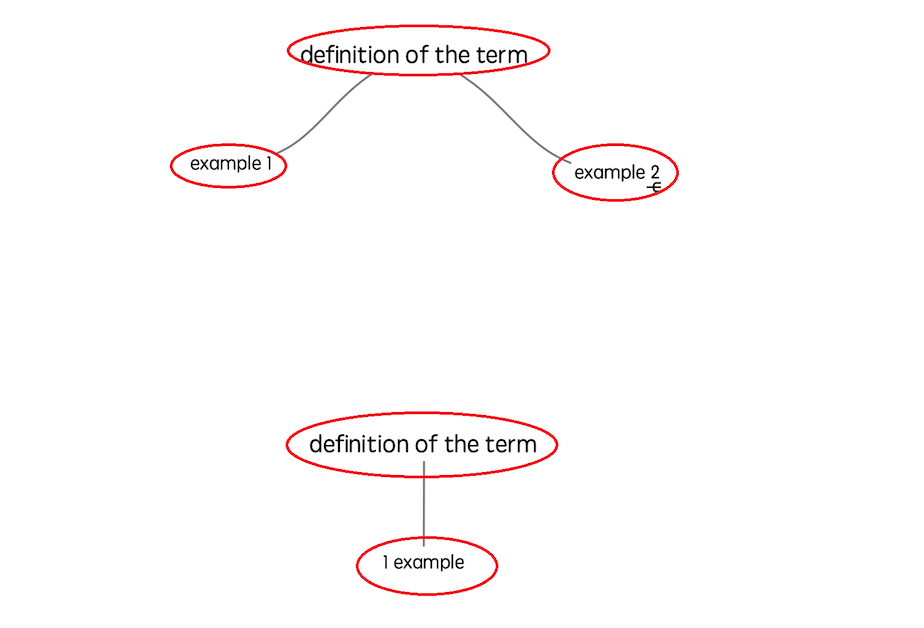 definition of the term
example 1
example 2
definition of the term
1 example